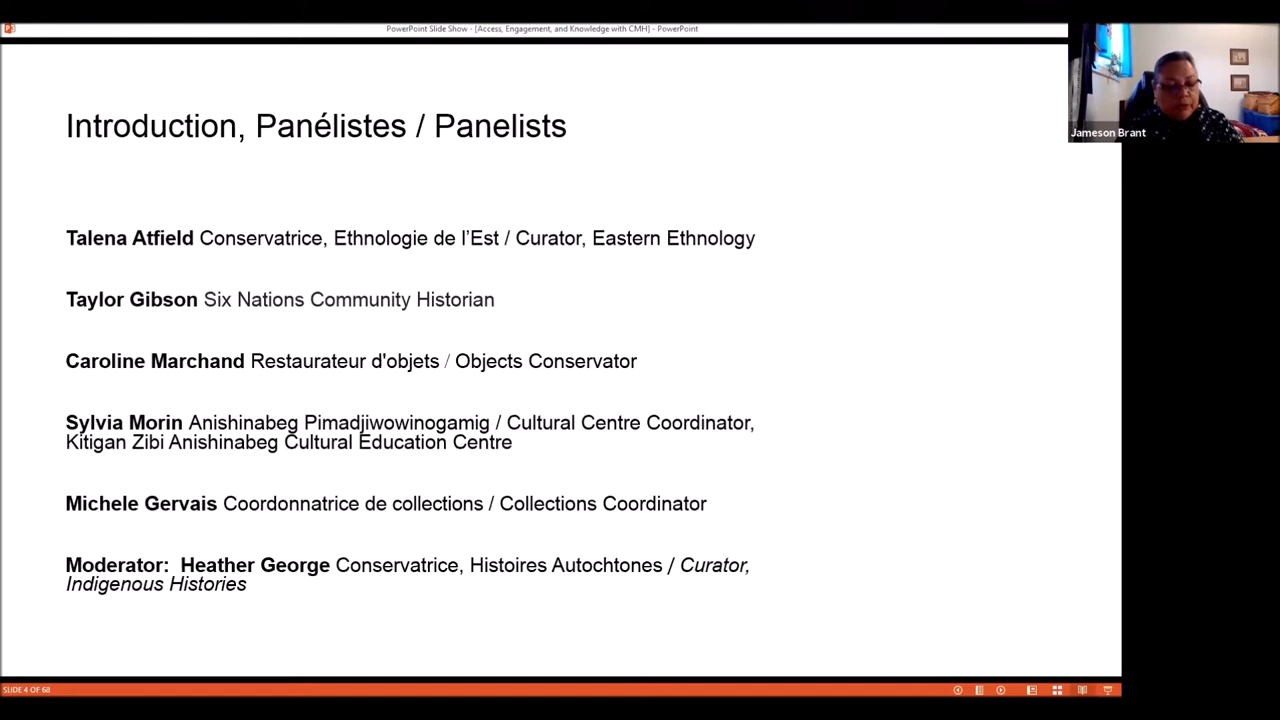 PowerPoint Slide Show - [Access, Engagement, and Knowledge with CMH] - PowerPoint
Jameson Brant
Introduction, Panélistes / Panelists
Talena Atfield Conservatrice, Ethnologie de l’Est / Curator, Eastern Ethnology
Taylor Gibson Six Nations Community Historian
Caroline Marchand Restaurateur d'objets / Objects Conservator
Sylvia Morin Anishinabeg Pimadjiwowinogamig / Cultural Centre Coordinator,
Kitigan Zibi Anishinabeg Cultural Education Centre
Michele Gervais Coordonnatrice de collections / Collections Coordinator
Moderator: Heather George Conservatrice, Histoires Autochtones / Curator,
Indigenous Histories
SLIDE 4 OF 68